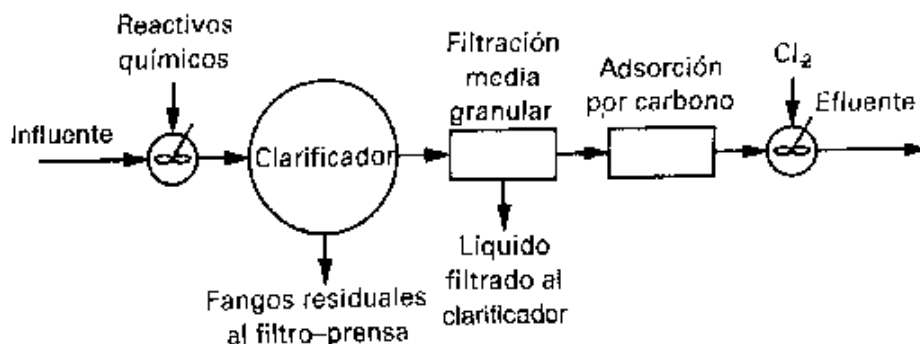 Reactivos
químicos
Influente
Clarificador
Fangos residuales
al filtro-prensa
Filtración
media
granular
Líquido
filtrado al
clarificador
Adsorción
por carbono
Cl₂
Efluente